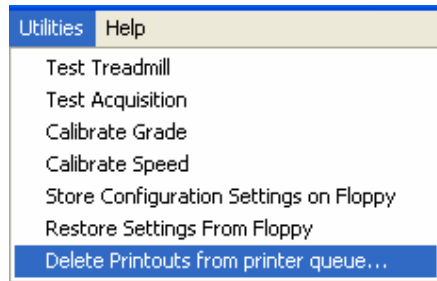 Utilities Help
Test Treadmill
Test Acquisition
Calibrate Grade
Calibrate Speed
Store Configuration Settings on Floppy
Restore Settings From Floppy
Delete Printouts from printer queue...